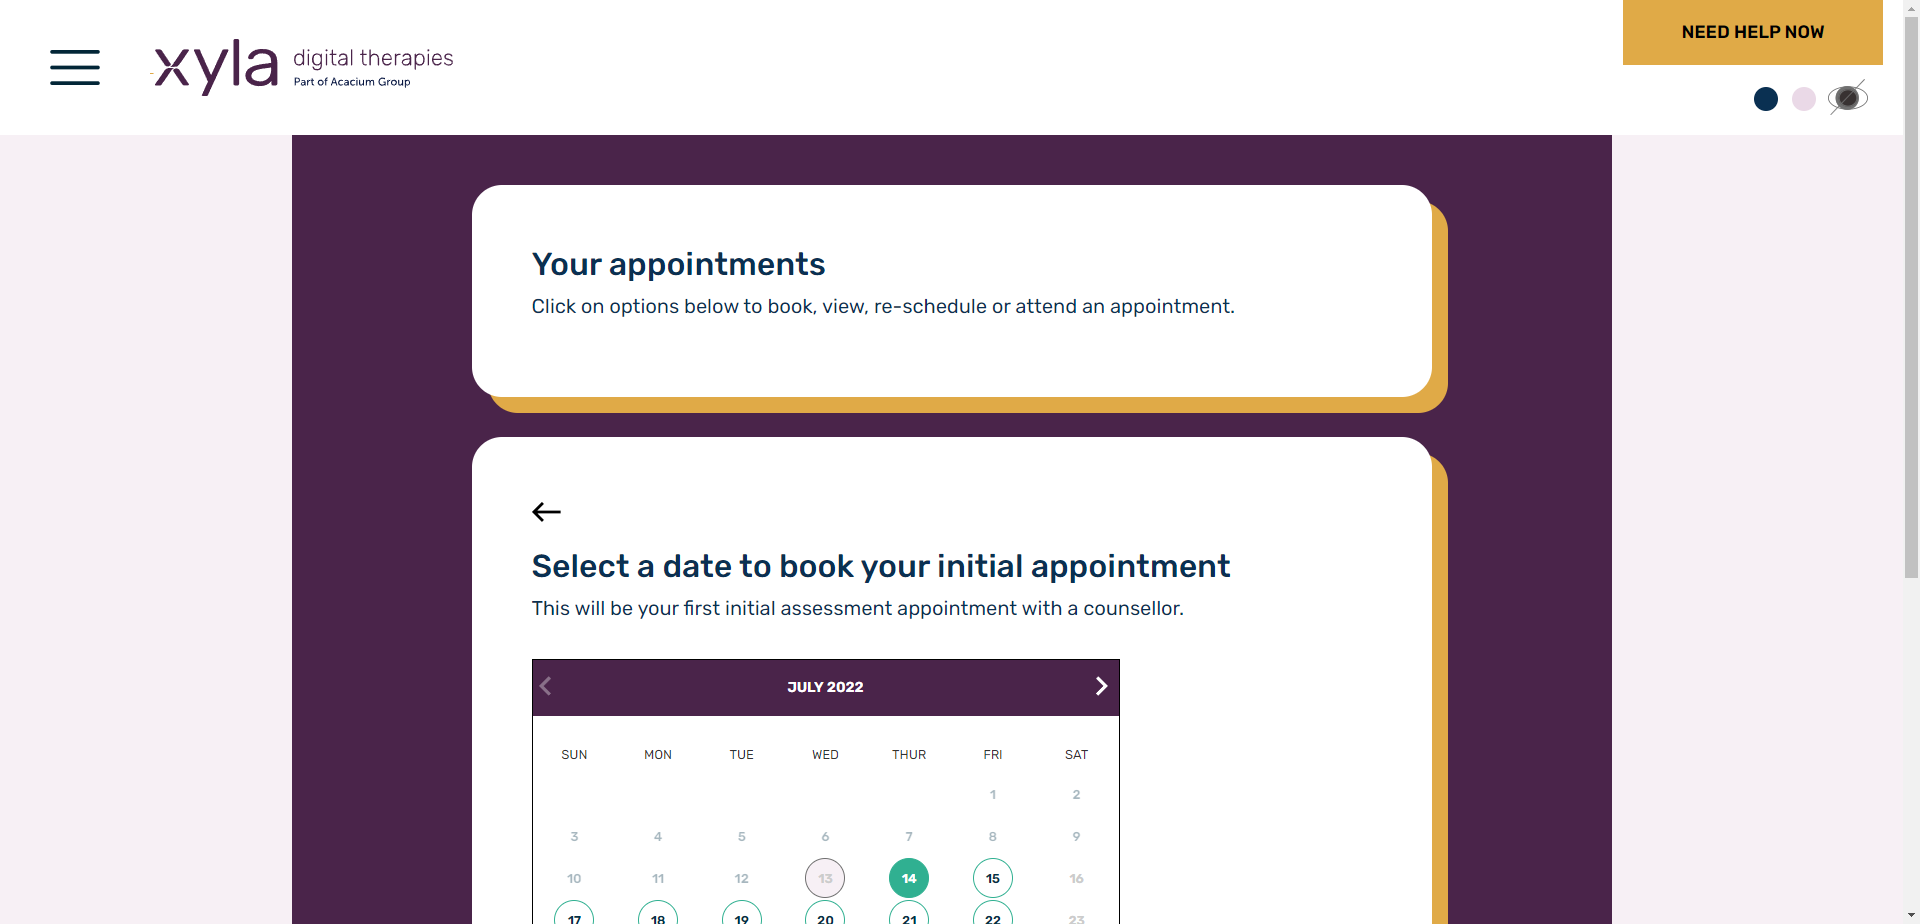 NEED HELP NOW
xyla digital therapies
Part of Acacium Group
Your appointments
Click on options below to book, view, re-schedule or attend an appointment.
Select a date to book your initial appointment
This will be your first initial assessment appointment with a counsellor.
JULY 2022
SUN MON TUE WED THUR FRI SAT
1 2
3 4 5 6 7 8 9
10 11 12 13 14 15 16
17 18 19 20 21 22 23